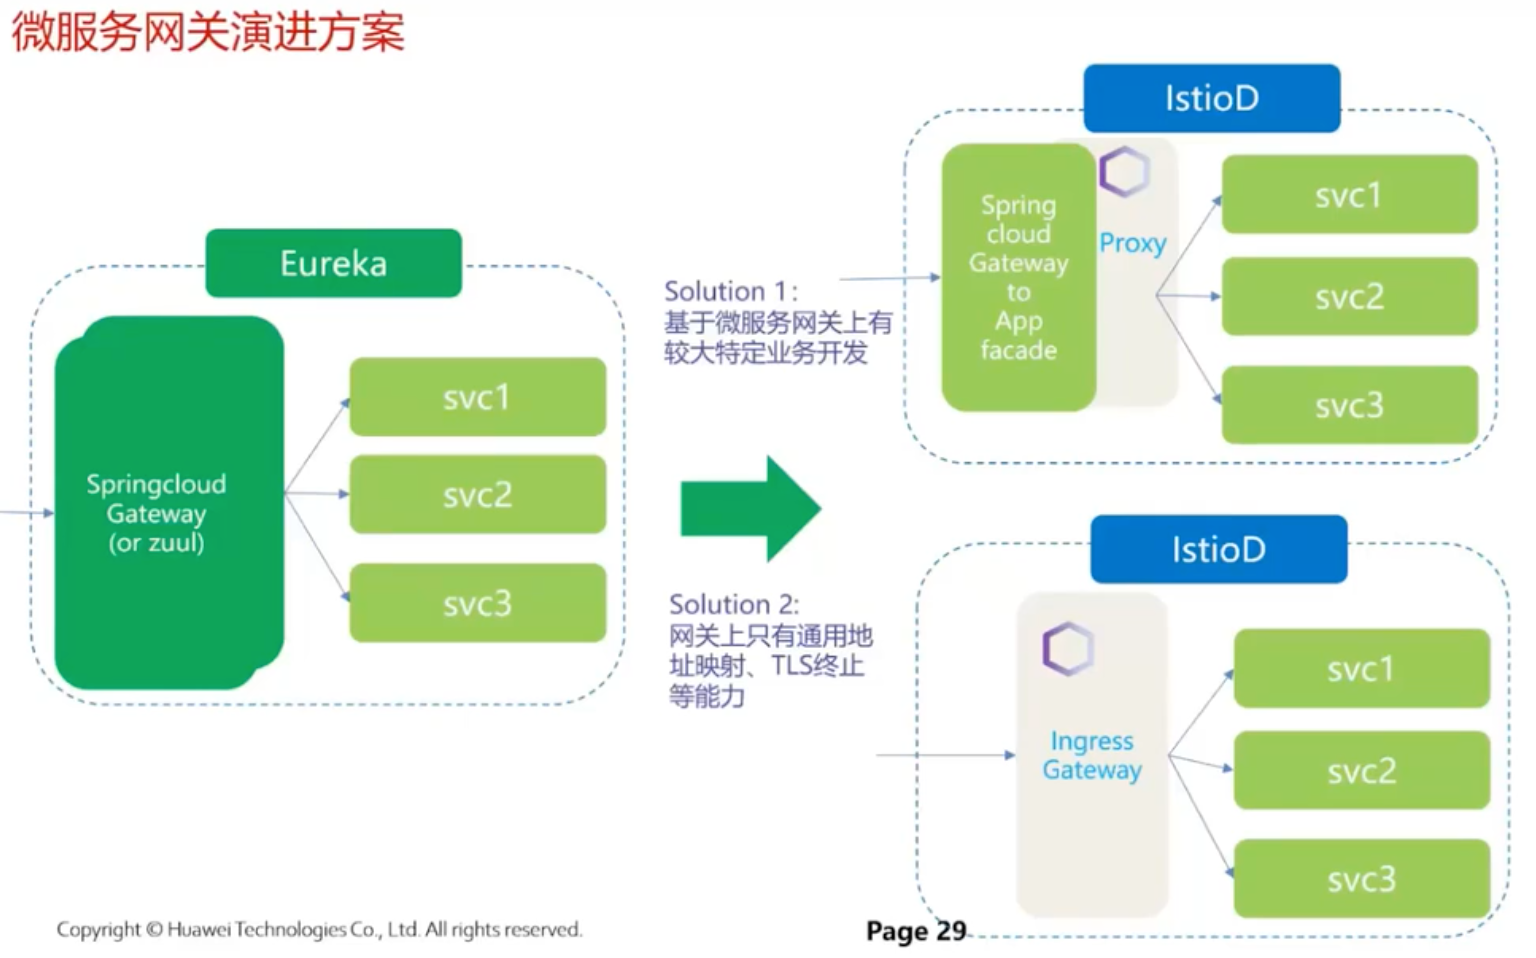 微服务网关演进方案
Eureka
Springcloud
Gateway
(or zuul)
svc1
svc2
svc3
Solution 1：
基于微服务网关上有
较大特定业务开发
IstioD
Spring
cloud
Gateway
to
App
facade
Proxy
svc1
svc2
svc3
Solution 2:
网关上只有通用地
址映射、TLS终止
等能力
IstioD
Ingress
Gateway
svc1
svc2
svc3
Copyright © Huawei Technologies Co., Ltd. All rights reserved.
Page 29